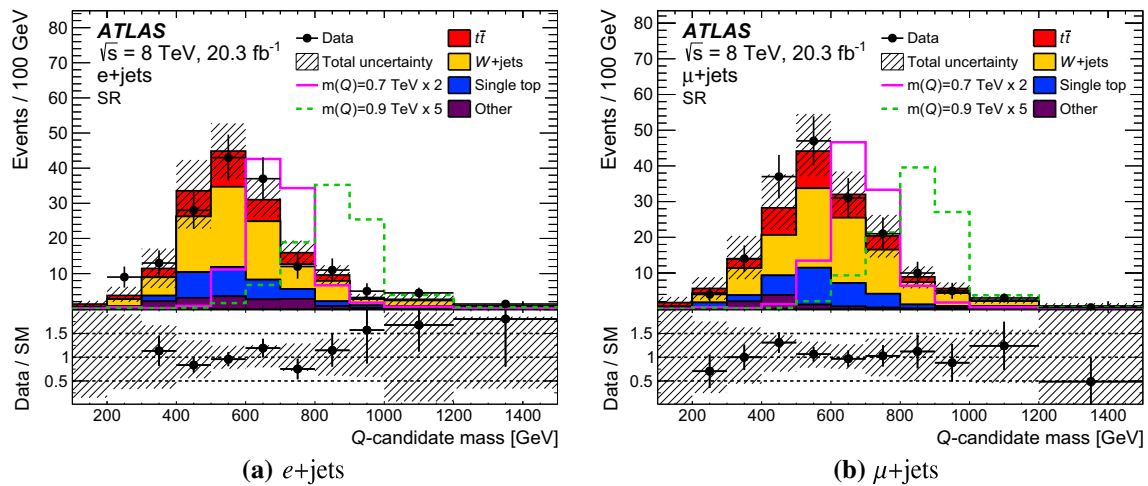 ATLAS
√s = 8 TeV, 20.3 fb⁻¹
e+jets
SR
Data
Total uncertainty
m(Q)=0.7 TeV x 2
m(Q)=0.9 TeV x 5
tt̄
W+jets
Single top
Other
Events / 100 GeV
80
70
60
50
40
30
20
10
Data / SM
1.5
1
0.5
200 400 600 800 1000 1200 1400
Q-candidate mass [GeV]
(a) e+jets
ATLAS
√s = 8 TeV, 20.3 fb⁻¹
μ+jets
SR
Data
Total uncertainty
m(Q)=0.7 TeV x 2
m(Q)=0.9 TeV x 5
tt̄
W+jets
Single top
Other
Events / 100 GeV
80
70
60
50
40
30
20
10
Data / SM
1.5
1
0.5
200 400 600 800 1000 1200 1400
Q-candidate mass [GeV]
(b) μ+jets